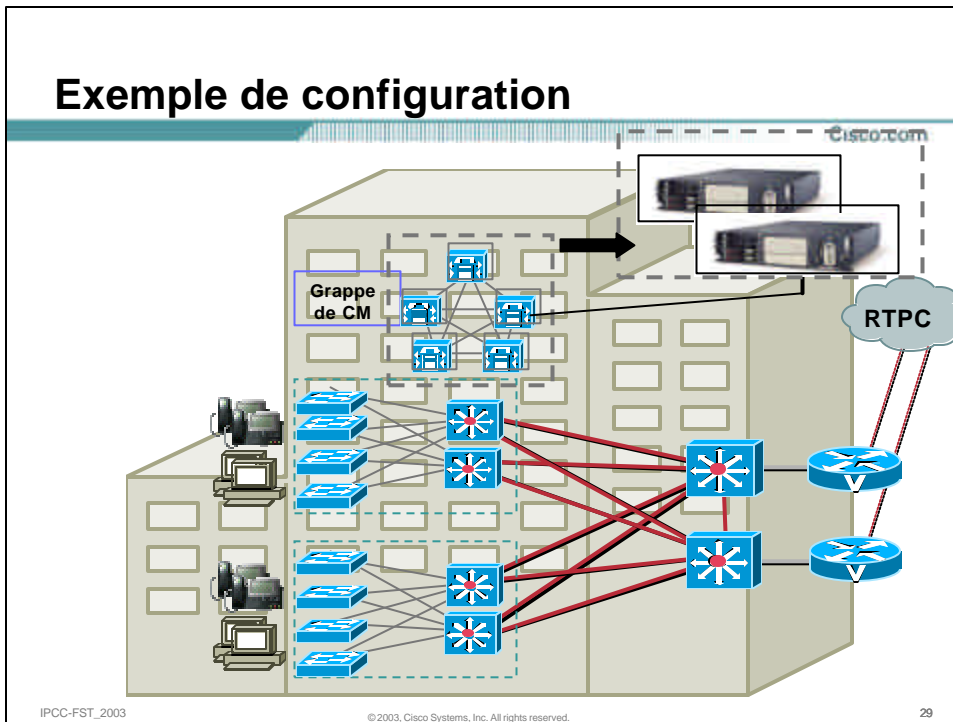 Exemple de configuration
Cisco.com
Grappe
de CM
RTPC
V
V
IPCC-FST_2003
© 2003, Cisco Systems, Inc. All rights reserved.
29